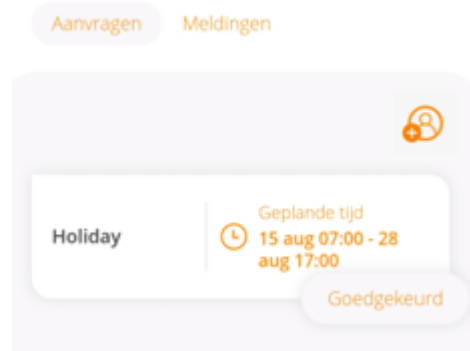 Aanvragen Meldingen
Geplande tijd
Holiday 15 aug 07:00 - 28
aug 17:00
Goedgekeurd